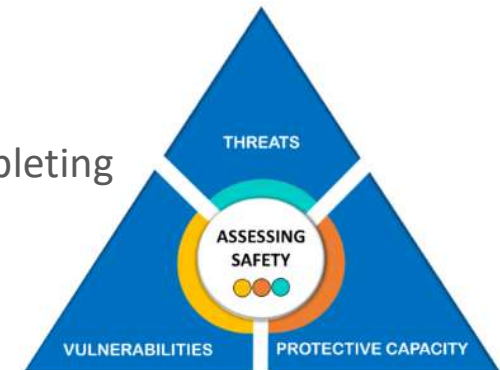 THREATS
pleting
ASSESSING
SAFETY
VULNERABILITIES
PROTECTIVE CAPACITY